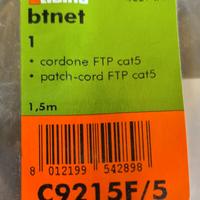 btnet
1
• cordone FTP cat5
• patch-cord FTP cat5
1,5m
8 012199 542898
C9215F/5